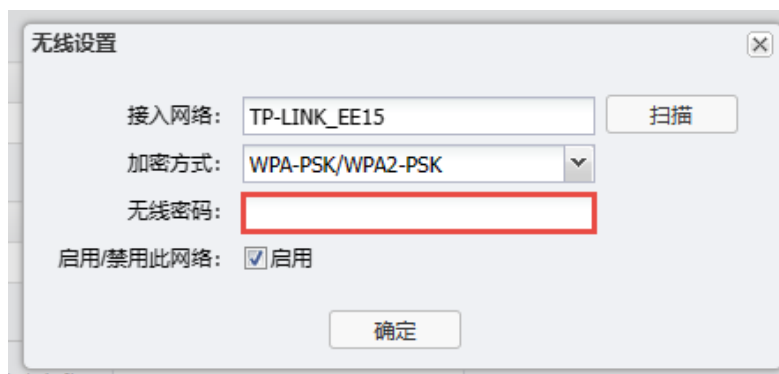 无线设置
接入网络： TP-LINK_EE15 扫描
加密方式： WPA-PSK/WPA2-PSK
无线密码：
启用/禁用此网络： 启用
确定